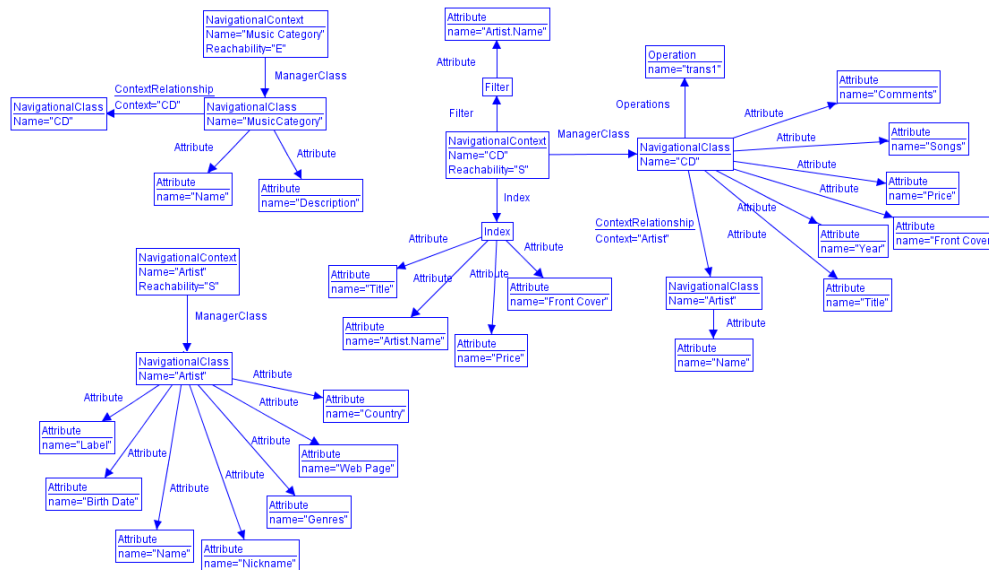 NavigationalContext
Name="Music Category"
Reachability="E"
ManagerClass
ContextRelationship
Context="CD"
NavigationalClass
Name="CD"
NavigationalClass
Name="MusicCategory"
Attribute
Attribute
Attribute
name="Name"
Attribute
name="Description"
Attribute
name="Artist.Name"
Attribute
Filter
Filter
NavigationalContext
Name="CD"
Reachability="S"
ManagerClass
Index
Index
Attribute
Attribute
Attribute
Attribute
Attribute
name="Title"
Attribute
name="Artist.Name"
Attribute
name="Price"
Attribute
name="Front Cover"
Operation
name="trans1"
Operations
NavigationalClass
Name="CD"
Attribute
Attribute
name="Comments"
Attribute
Attribute
name="Songs"
Attribute
Attribute
name="Price"
Attribute
Attribute
name="Front Cover"
Attribute
Attribute
name="Year"
Attribute
Attribute
name="Title"
ContextRelationship
Context="Artist"
NavigationalClass
Name="Artist"
Attribute
Attribute
name="Name"
NavigationalContext
Name="Artist"
Reachability="S"
ManagerClass
NavigationalClass
Name="Artist"
Attribute
Attribute
name="Country"
Attribute
Attribute
name="Label"
Attribute
Attribute
name="Web Page"
Attribute
Attribute
name="Birth Date"
Attribute
Attribute
name="Genres"
Attribute
Attribute
name="Name"
Attribute
Attribute
name="Nickname"